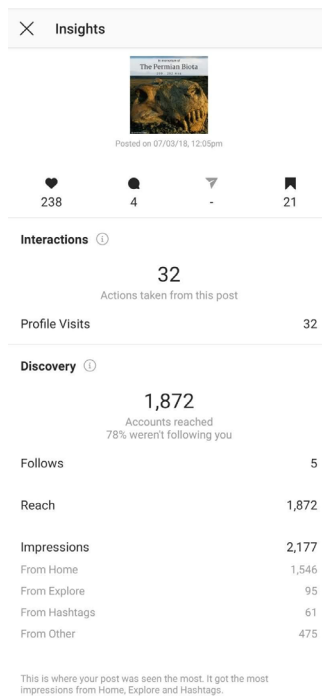 Insights
The Permian Biota
Posted on 07/03/18, 12:05pm
238
4
-
21
Interactions
32
Actions taken from this post
Profile Visits 32
Discovery
1,872
Accounts reached
78% weren't following you
Follows 5
Reach 1,872
Impressions 2,177
From Home 1,546
From Explore 95
From Hashtags 61
From Other 475
This is where your post was seen the most. It got the most
impressions from Home, Explore and Hashtags.